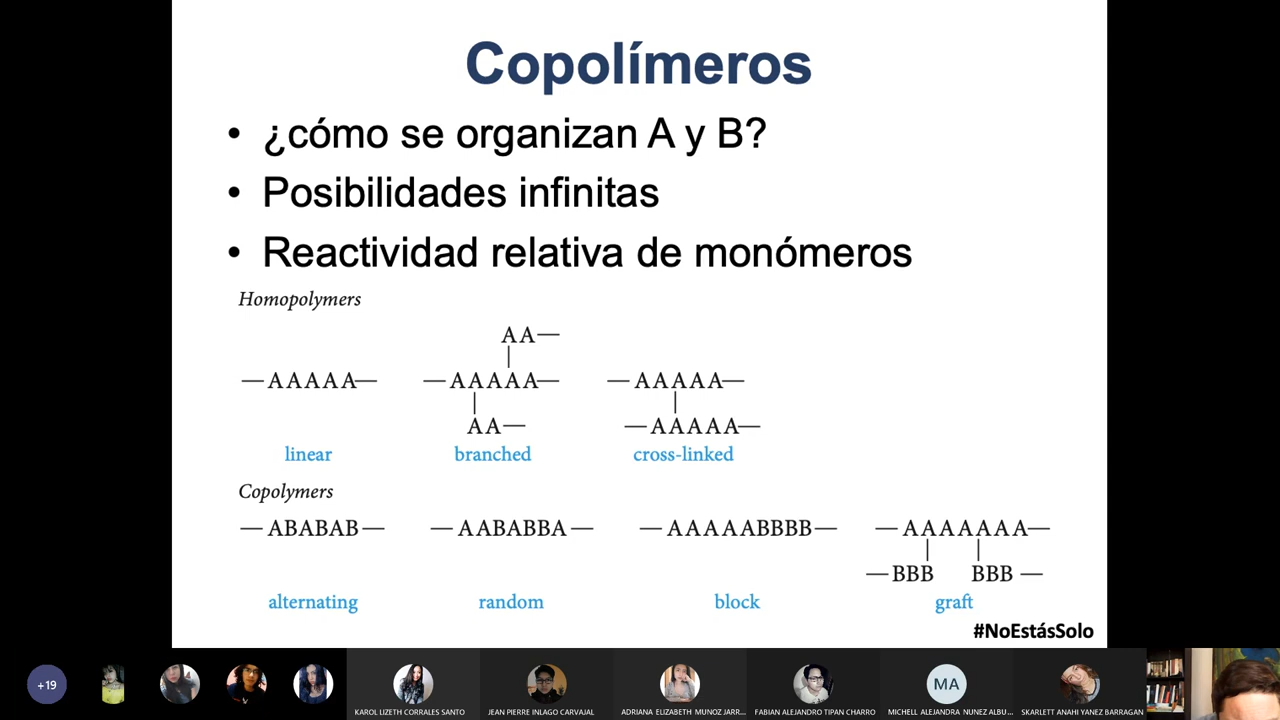 Copolímeros
• ¿cómo se organizan A y B?
• Posibilidades infinitas
• Reactividad relativa de monómeros
Homopolymers
AA—
—AAAAA— —AAAAA— —AAAAA—
AA— —AAAAA—
linear branched cross-linked
Copolymers
—ABABAB— —AABABBA— —AAAAABBBB— —AAAAAAA—
—BBB BBB—
alternating random block graft
#NoEstásSolo
+19 MA
KAROL LIZETH CORRALES SANTO JEAN PIERRE INLAGO CARVAJAL ADRIANA ELIZABETH MUNOZ JARR... FABIAN ALEJANDRO TIPAN CHARRO MICHELL ALEJANDRA NUNEZ ALBU... SKARLETT ANAHI YANEZ BARRAGAN